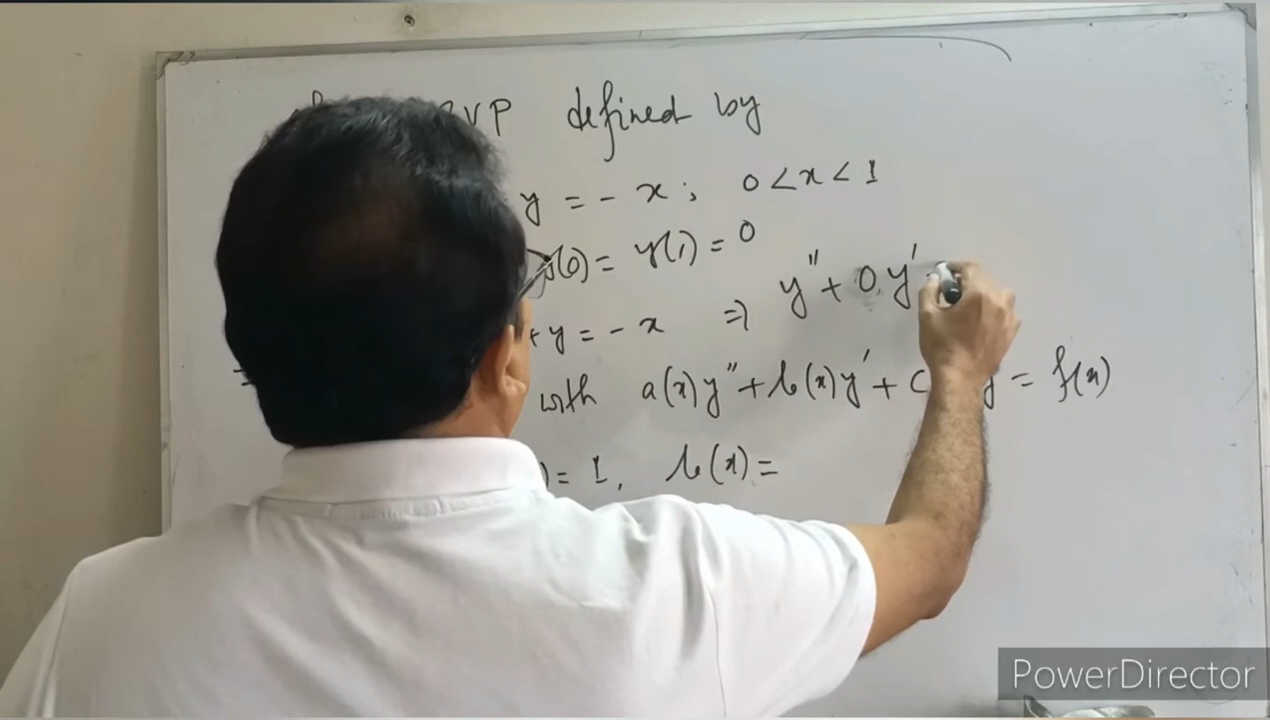 BVP defined by
y = - x ; 0 < x < 1
y(0) = y(1) = 0
+ y = - x ⇒ y'' + 0 y'
with a(x)y'' + b(x)y' + c y = f(x)
) = 1, b(x) =
PowerDirector